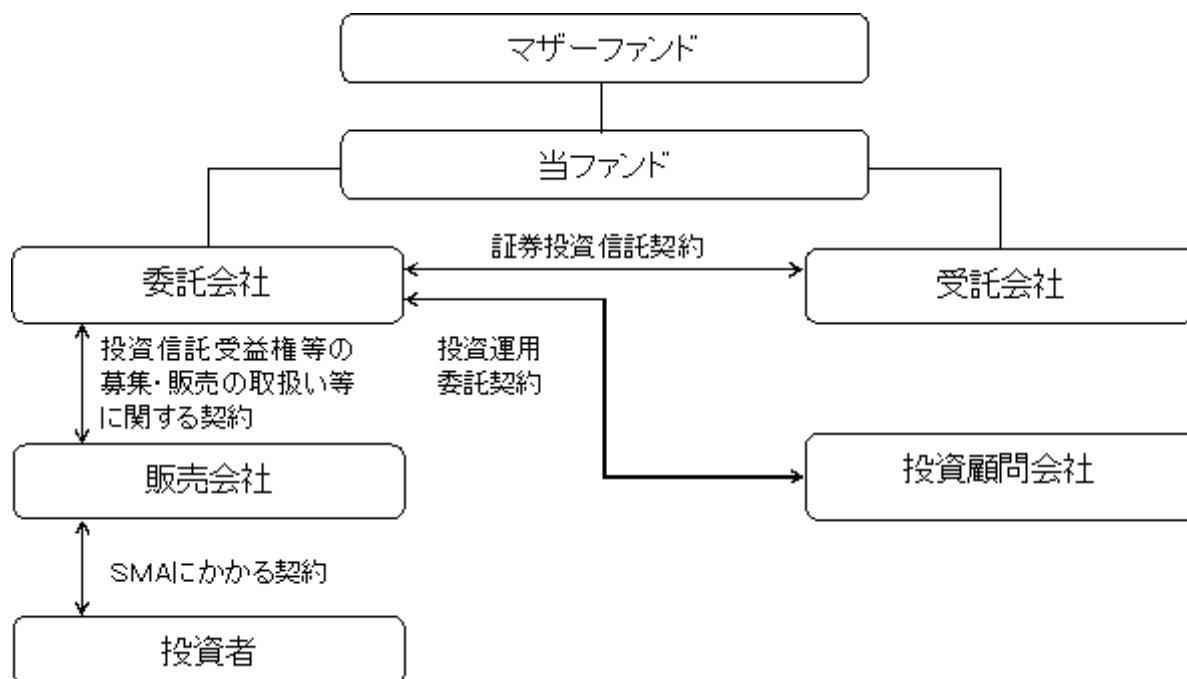 マザーファンド
当ファンド
証券投資信託契約
委託会社
受託会社
投資信託受益権等の
募集・販売の取扱い等
に関する契約
投資運用
委託契約
販売会社
投資顧問会社
SMAにかかる契約
投資者